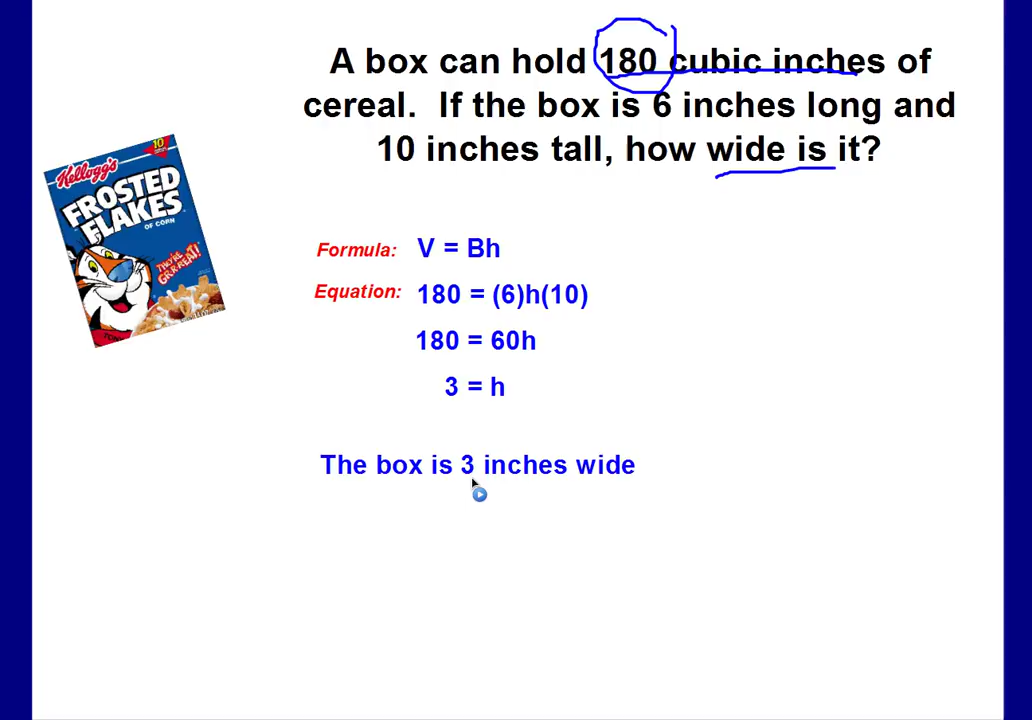 A box can hold 180 cubic inches of
cereal. If the box is 6 inches long and
10 inches tall, how wide is it?
10
Kellogg's
FROSTED
FLAKES
OF CORN
THEY'RE
GR-R-REAT!
Formula: V = Bh
Equation: 180 = (6)h(10)
180 = 60h
3 = h
The box is 3 inches wide